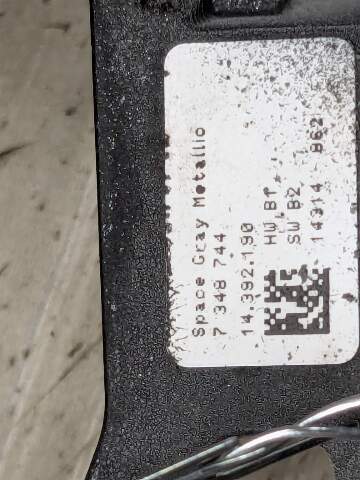 Space Gray Metallic
7 348 744
14.392.190
HW B1
SW B2
14314 862